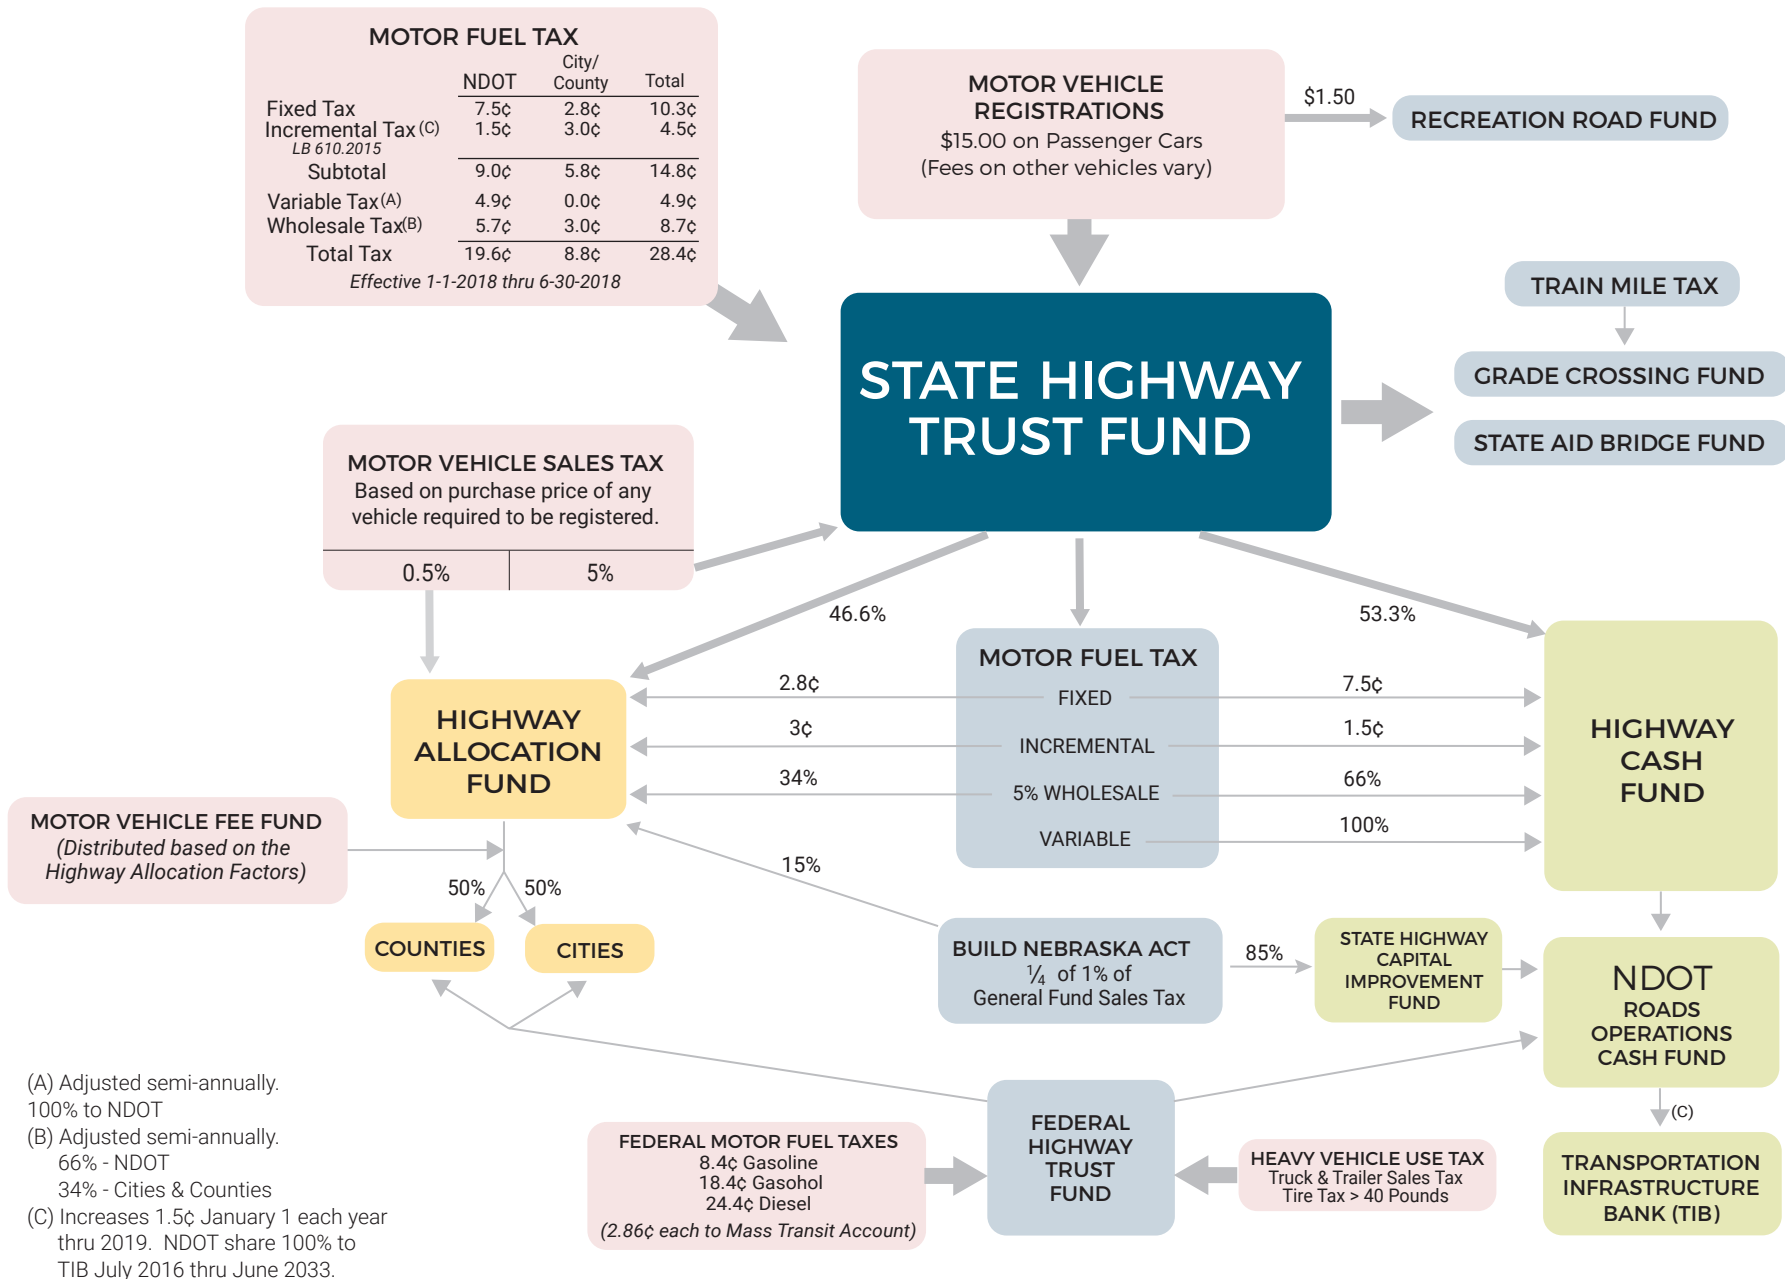 MOTOR FUEL TAX
NDOT City/ County Total
Fixed Tax 7.5¢ 2.8¢ 10.3¢
Incremental Tax (C) 1.5¢ 3.0¢ 4.5¢
LB 610.2015
Subtotal 9.0¢ 5.8¢ 14.8¢
Variable Tax(A) 4.9¢ 0.0¢ 4.9¢
Wholesale Tax(B) 5.7¢ 3.0¢ 8.7¢
Total Tax 19.6¢ 8.8¢ 28.4¢
Effective 1-1-2018 thru 6-30-2018
MOTOR VEHICLE
REGISTRATIONS
$15.00 on Passenger Cars
(Fees on other vehicles vary)
$1.50
RECREATION ROAD FUND
TRAIN MILE TAX
GRADE CROSSING FUND
STATE AID BRIDGE FUND
STATE HIGHWAY
TRUST FUND
MOTOR VEHICLE SALES TAX
Based on purchase price of any
vehicle required to be registered.
0.5% 5%
46.6%
53.3%
MOTOR FUEL TAX
2.8¢ FIXED 7.5¢
3¢ INCREMENTAL 1.5¢
34% 5% WHOLESALE 66%
VARIABLE 100%
HIGHWAY
ALLOCATION
FUND
HIGHWAY
CASH
FUND
MOTOR VEHICLE FEE FUND
(Distributed based on the
Highway Allocation Factors)
50% 50%
COUNTIES
CITIES
15%
BUILD NEBRASKA ACT
1/4 of 1% of
General Fund Sales Tax
85%
STATE HIGHWAY
CAPITAL
IMPROVEMENT
FUND
NDOT
ROADS
OPERATIONS
CASH FUND
(C)
TRANSPORTATION
INFRASTRUCTURE
BANK (TIB)
FEDERAL
HIGHWAY
TRUST
FUND
FEDERAL MOTOR FUEL TAXES
8.4¢ Gasoline
18.4¢ Gasohol
24.4¢ Diesel
(2.86¢ each to Mass Transit Account)
HEAVY VEHICLE USE TAX
Truck & Trailer Sales Tax
Tire Tax > 40 Pounds
(A) Adjusted semi-annually.
100% to NDOT
(B) Adjusted semi-annually.
66% - NDOT
34% - Cities & Counties
(C) Increases 1.5¢ January 1 each year
thru 2019. NDOT share 100% to
TIB July 2016 thru June 2033.